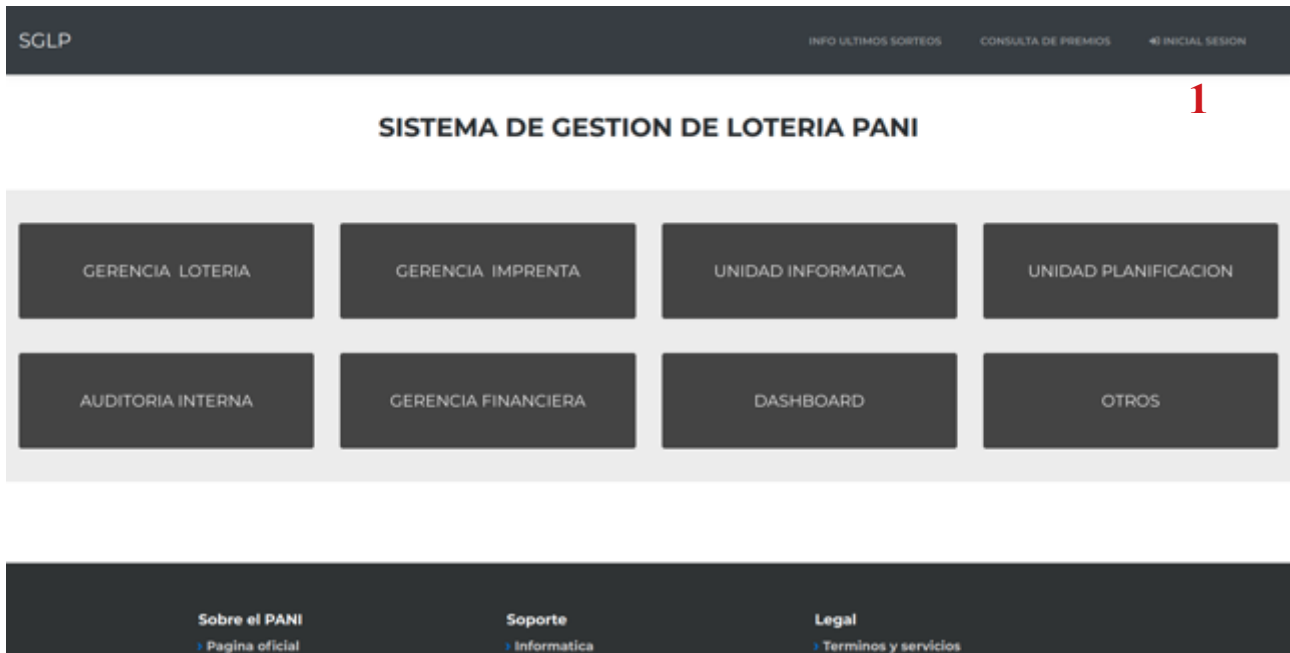 SGLP
INFO ULTIMOS SORTEOS
CONSULTA DE PREMIOS
INICIAL SESION
1
SISTEMA DE GESTION DE LOTERIA PANI
GERENCIA LOTERIA
GERENCIA IMPRENTA
UNIDAD INFORMATICA
UNIDAD PLANIFICACION
AUDITORIA INTERNA
GERENCIA FINANCIERA
DASHBOARD
OTROS
Sobre el PANI
Soporte
Legal
› Pagina oficial
› Informatica
› Terminos y servicios